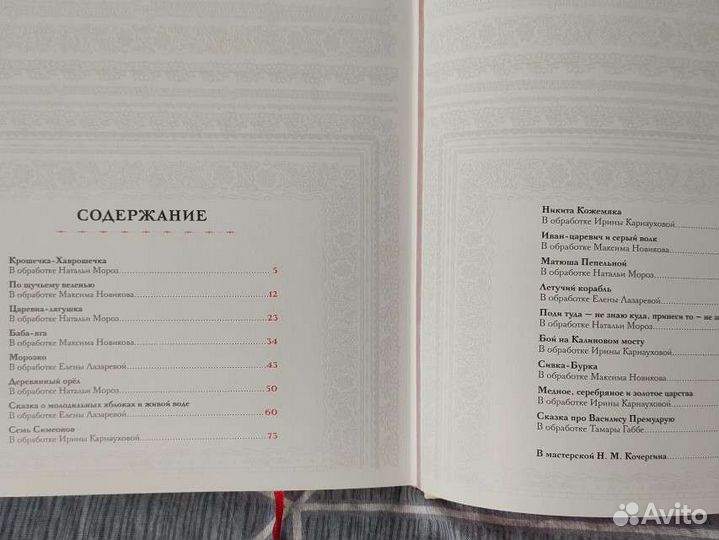 СОДЕРЖАНИЕ
Крошечка-Хаврошечка
В обработке Натальи Мороз 5
По щучьему веленью
В обработке Максима Новикова 12
Царевна-лягушка
В обработке Натальи Мороз 23
Баба-яга
В обработке Максима Новикова 34
Морозко
В обработке Елены Лазаревой 43
Деревянный орёл
В обработке Натальи Мороз 50
Сказка о молодильных яблоках и живой воде
В обработке Елены Лазаревой 60
Семь Симеонов
В обработке Ирины Карнауховой 73
Никита Кожемяка
В обработке Ирины Карнауховой
Иван-царевич и серый волк
В обработке Максима Новикова
Матюша Пепельной
В обработке Натальи Мороз
Летучий корабль
В обработке Елены Лазаревой
Поди туда — не знаю куда, принеси то — не з
В обработке Натальи Мороз
Бой на Калиновом мосту
В обработке Ирины Карнауховой
Сивка-Бурка
В обработке Максима Новикова
Медное, серебряное и золотое царства
В обработке Ирины Карнауховой
Сказка про Василису Премудрую
В обработке Тамары Габбе
В мастерской Н. М. Кочергина
Avito